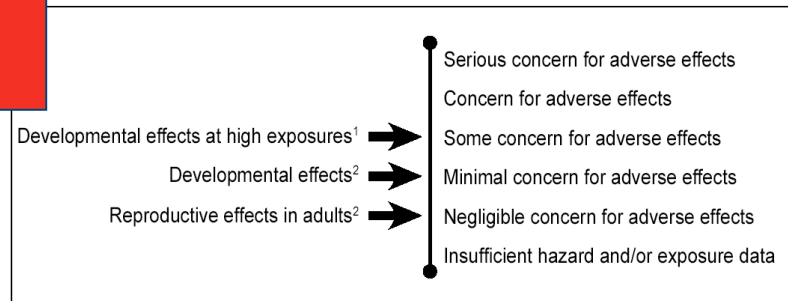 Serious concern for adverse effects
Concern for adverse effects
Developmental effects at high exposures¹ Some concern for adverse effects
Developmental effects² Minimal concern for adverse effects
Reproductive effects in adults² Negligible concern for adverse effects
Insufficient hazard and/or exposure data